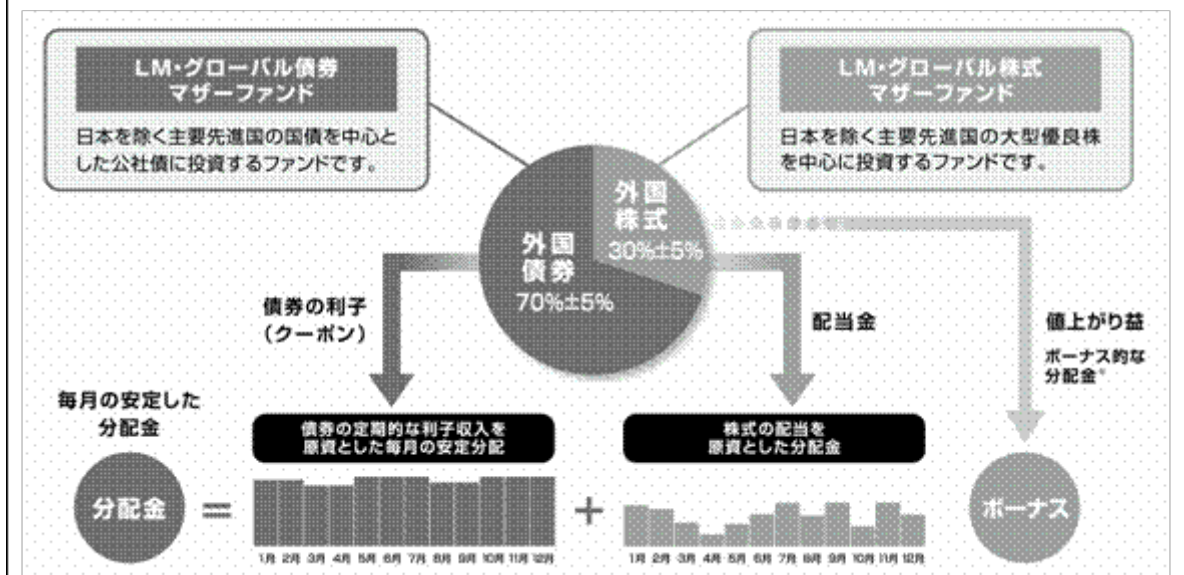 LM・グローバル債券
マザーファンド
日本を除く主要先進国の国債を中心と
した公社債に投資するファンドです。
LM・グローバル株式
マザーファンド
日本を除く主要先進国の大型優良株
を中心に投資するファンドです。
外国
株式
30%±5%
外国
債券
70%±5%
債券の利子
(クーポン)
配当金
値上がり益
ボーナス的な
分配金*
毎月の安定した
分配金
債券の定期的な利子収入を
原資とした毎月の安定分配
株式の配当を
原資とした分配金
分配金
=
+
ボーナス
1月 2月 3月 4月 5月 6月 7月 8月 9月 10月 11月 12月
1月 2月 3月 4月 5月 6月 7月 8月 9月 10月 11月 12月